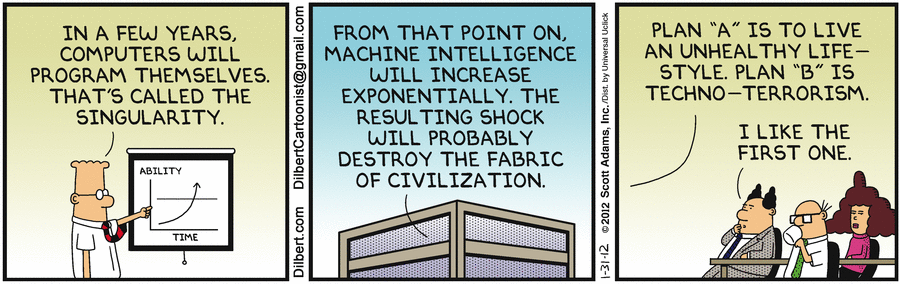 IN A FEW YEARS,
COMPUTERS WILL
PROGRAM THEMSELVES.
THAT'S CALLED THE
SINGULARITY.
ABILITY
TIME
DilbertCartoonist@gmail.com
Dilbert.com
FROM THAT POINT ON,
MACHINE INTELLIGENCE
WILL INCREASE
EXPONENTIALLY. THE
RESULTING SHOCK
WILL PROBABLY
DESTROY THE FABRIC
OF CIVILIZATION.
1-31-12 © 2012 Scott Adams, Inc. /Dist. by Universal Uclick
PLAN "A" IS TO LIVE
AN UNHEALTHY LIFE-
STYLE. PLAN "B" IS
TECHNO-TERRORISM.
I LIKE THE
FIRST ONE.